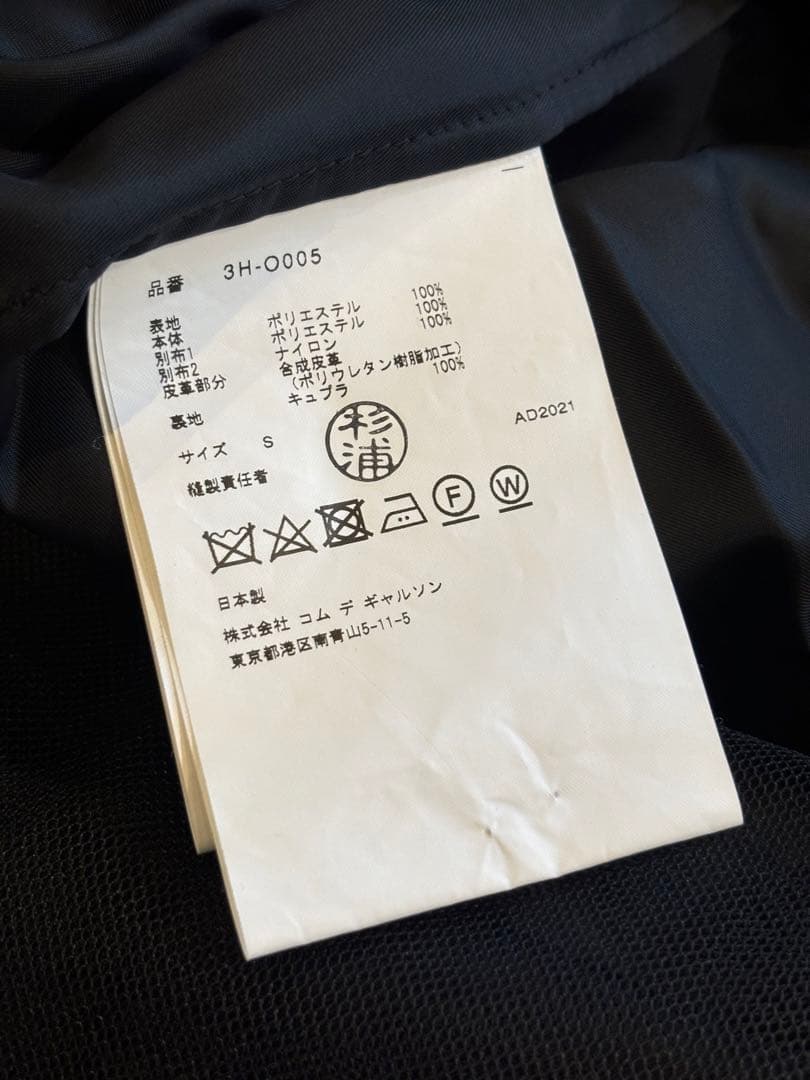 品番 3H-O005
表地
本体 ポリエステル 100%
別布1 ポリエステル 100%
別布2 ナイロン 100%
皮革部分 合成皮革
(ポリウレタン樹脂加工)
裏地 キュプラ 100%
サイズ S
AD2021
縫製責任者 杉浦
F W
日本製
株式会社 コム デ ギャルソン
東京都港区南青山5-11-5